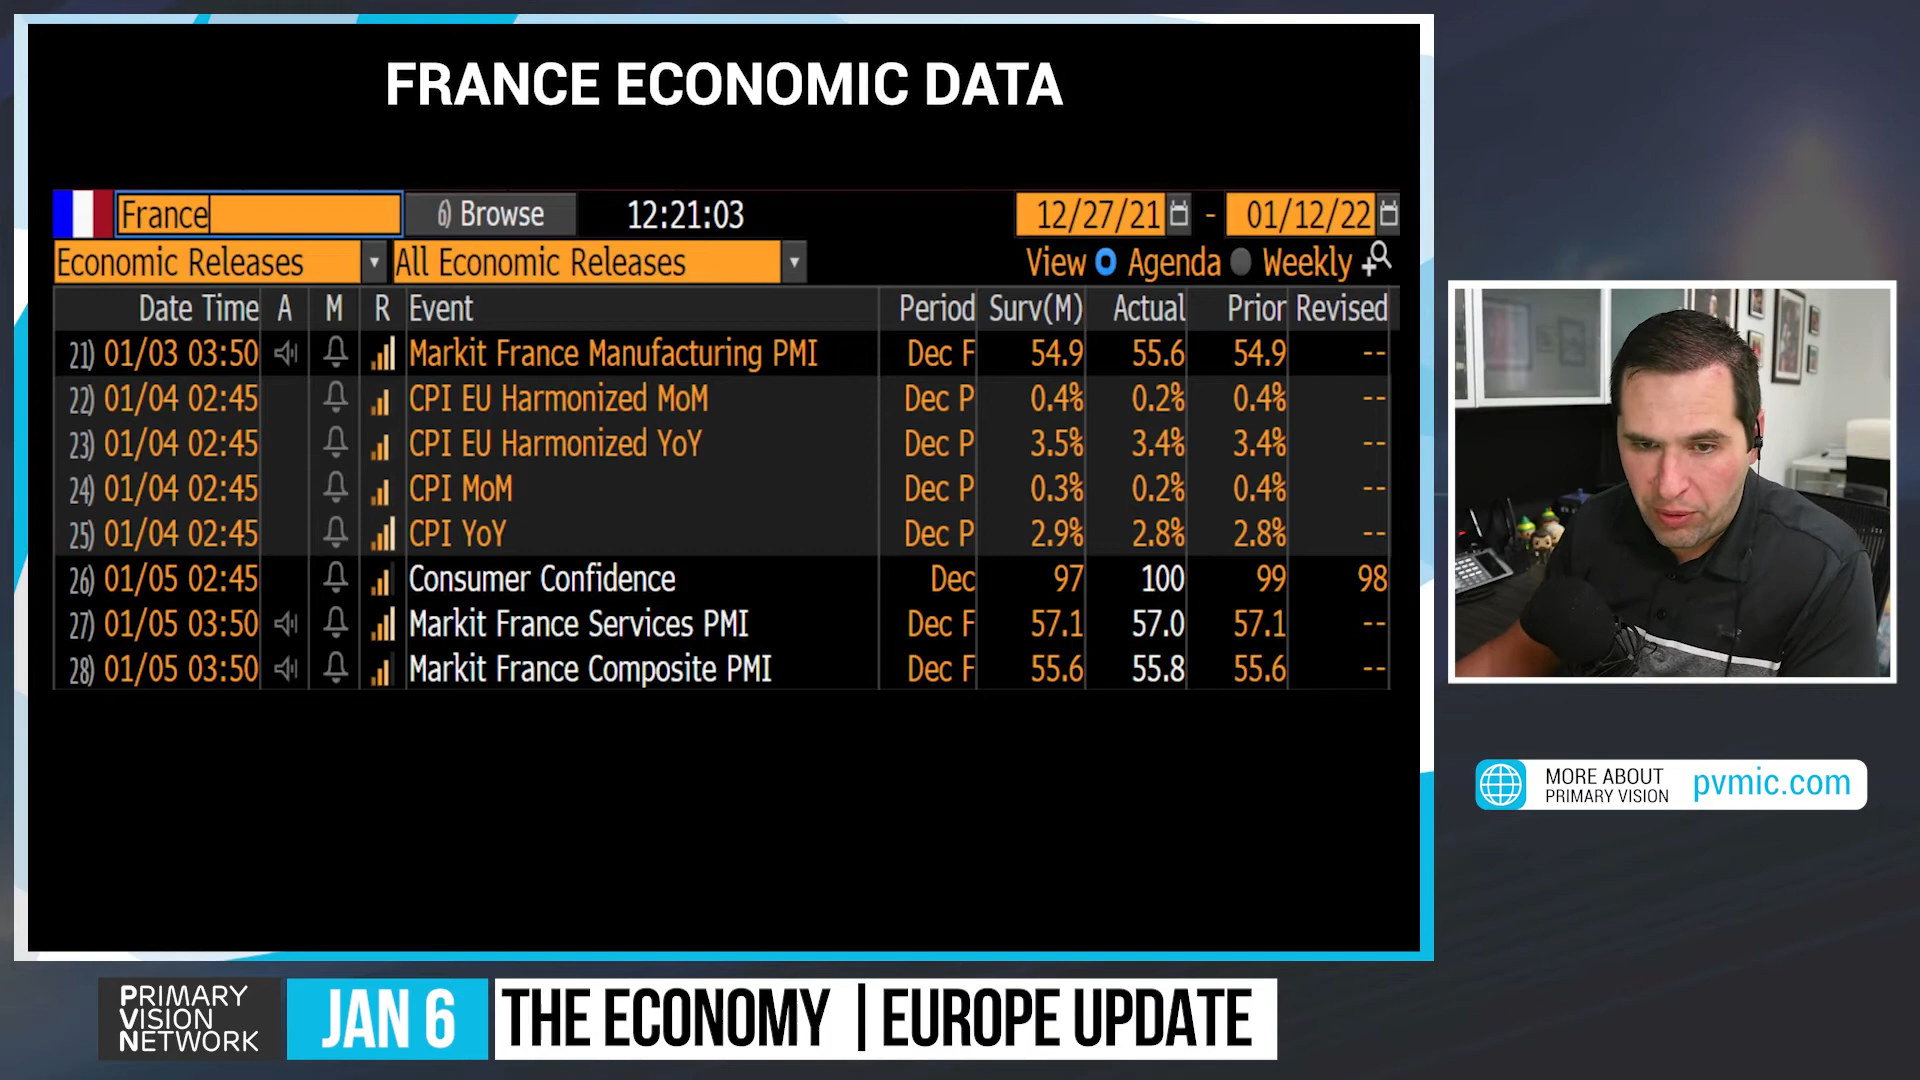 FRANCE ECONOMIC DATA
France 6) Browse 12:21:03 12/27/21 - 01/12/22
Economic Releases All Economic Releases View Agenda Weekly
Date Time A M R Event Period Surv(M) Actual Prior Revised
21) 01/03 03:50 Markit France Manufacturing PMI Dec F 54.9 55.6 54.9 --
22) 01/04 02:45 CPI EU Harmonized MoM Dec P 0.4% 0.2% 0.4% --
23) 01/04 02:45 CPI EU Harmonized YoY Dec P 3.5% 3.4% 3.4% --
24) 01/04 02:45 CPI MoM Dec P 0.3% 0.2% 0.4% --
25) 01/04 02:45 CPI YoY Dec P 2.9% 2.8% 2.8% --
26) 01/05 02:45 Consumer Confidence Dec 97 100 99 98
27) 01/05 03:50 Markit France Services PMI Dec F 57.1 57.0 57.1 --
28) 01/05 03:50 Markit France Composite PMI Dec F 55.6 55.8 55.6 --
MORE ABOUT
PRIMARY VISION
pvmic.com
PRIMARY
VISION
NETWORK
JAN 6
THE ECONOMY | EUROPE UPDATE